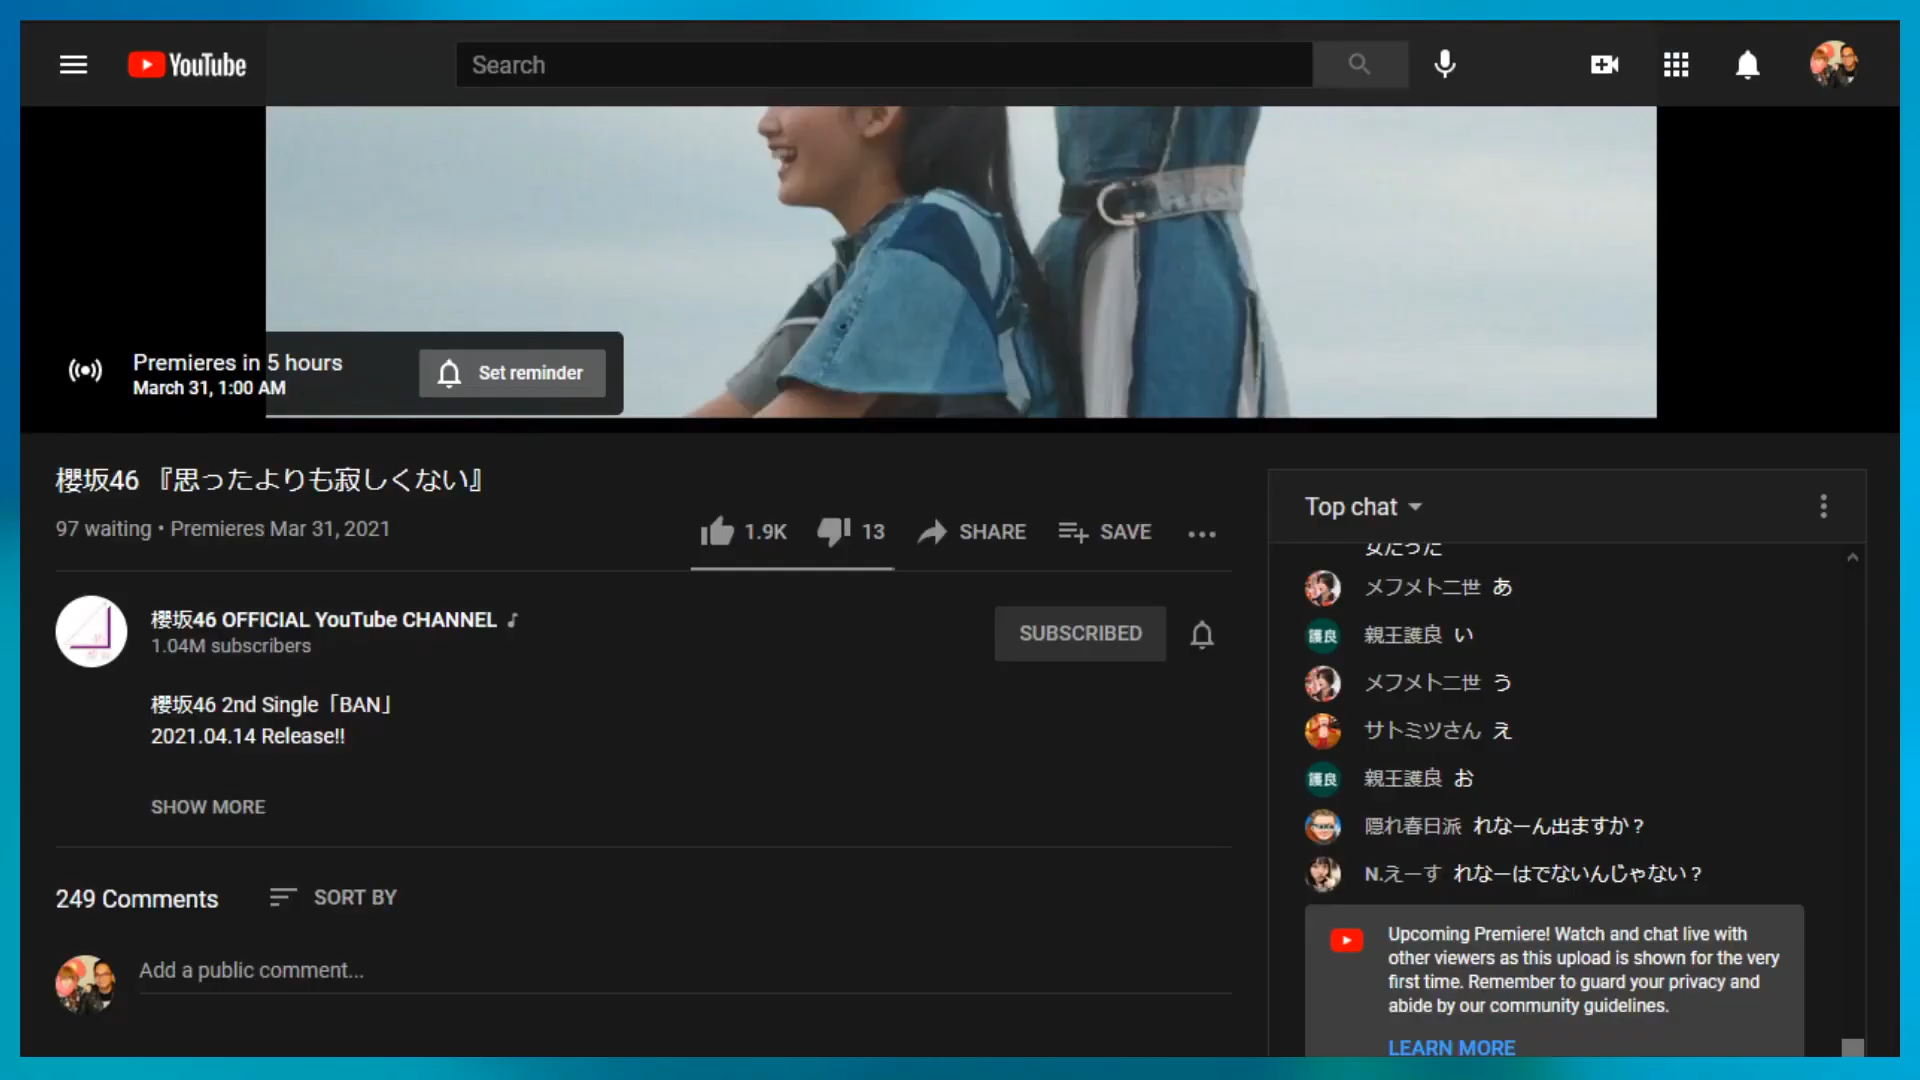 YouTube
Search
Premieres in 5 hours
March 31, 1:00 AM
Set reminder
櫻坂46 『思ったよりも寂しくない』
97 waiting • Premieres Mar 31, 2021
1.9K
13
SHARE
SAVE
櫻坂46 OFFICIAL YouTube CHANNEL
1.04M subscribers
SUBSCRIBED
櫻坂46 2nd Single「BAN」
2021.04.14 Release!!
SHOW MORE
249 Comments
SORT BY
Add a public comment...
Top chat
女だった
メフメト二世 あ
護良 親王護良 い
メフメト二世 う
サトミツさん え
護良 親王護良 お
隠れ春日派 れなーん出ますか？
N.えーす れなーはでないんじゃない？
Upcoming Premiere! Watch and chat live with
other viewers as this upload is shown for the very
first time. Remember to guard your privacy and
abide by our community guidelines.
LEARN MORE